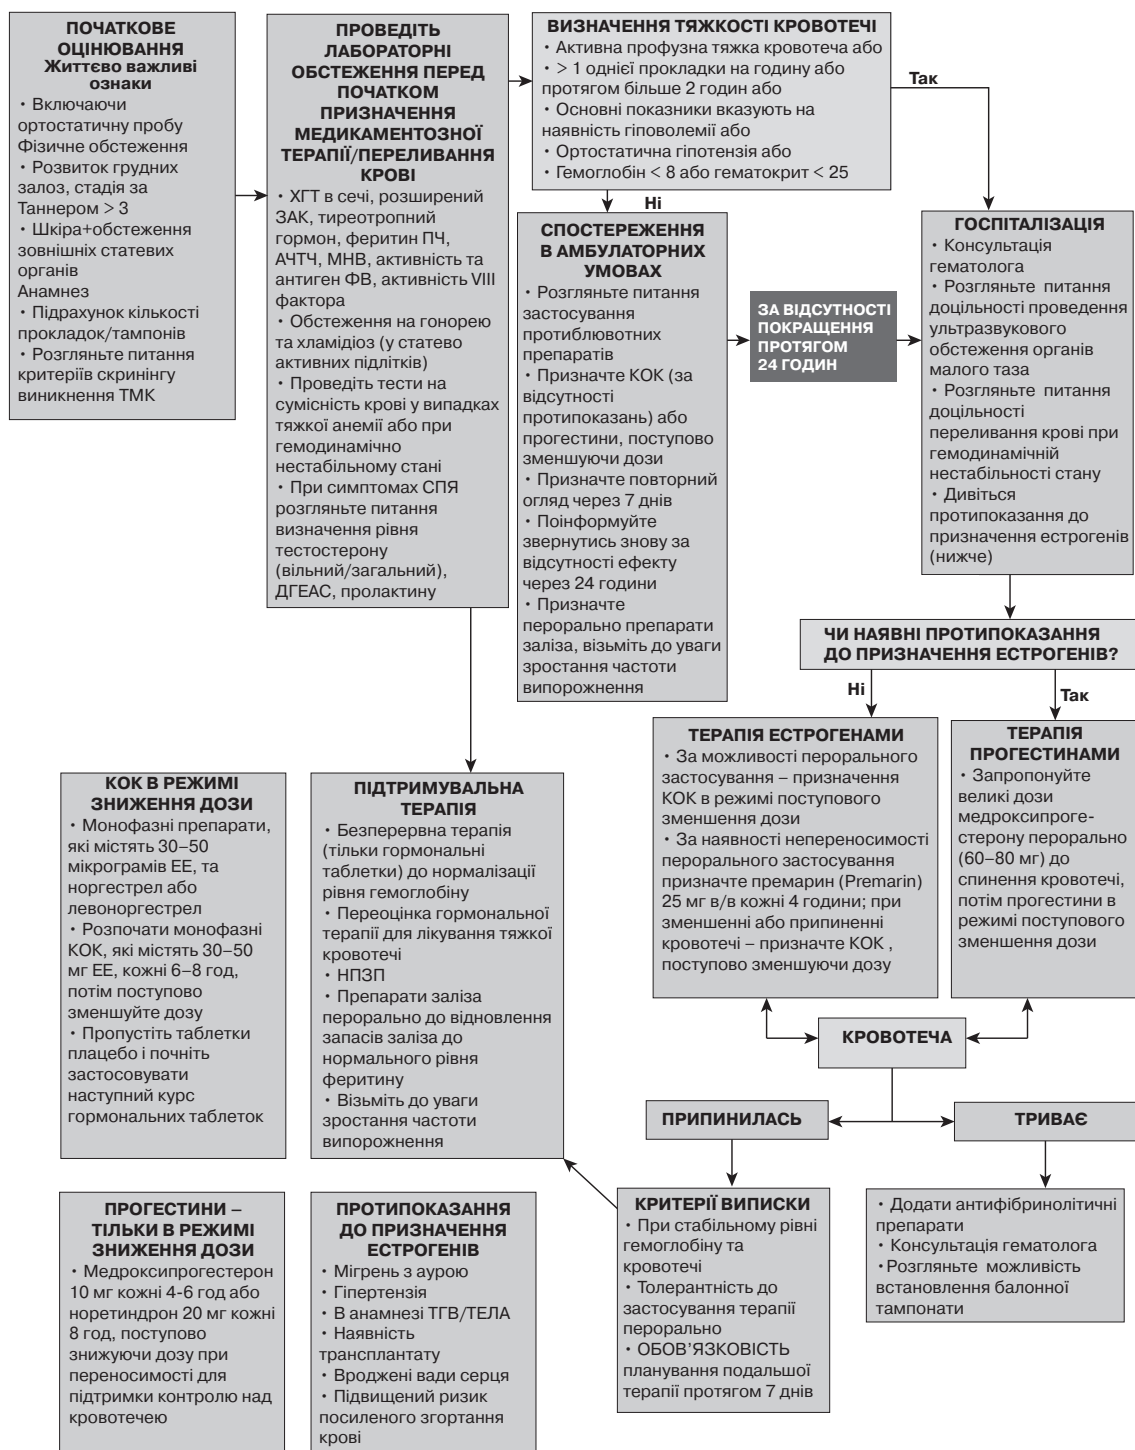 ПОЧАТКОВЕ
ОЦІНЮВАННЯ
Життєво важливі
ознаки
• Включаючи
ортостатичну пробу
Фізичне обстеження
• Розвиток грудних
залоз, стадія за
Таннером > 3
• Шкіра+обстеження
зовнішніх статевих
органів
Анамнез
• Підрахунок кількості
прокладок/тампонів
• Розгляньте питання
критеріїв скринінгу
виникнення ТМК
ПРОВЕДІТЬ
ЛАБОРАТОРНІ
ОБСТЕЖЕННЯ ПЕРЕД
ПОЧАТКОМ
ПРИЗНАЧЕННЯ
МЕДИКАМЕНТОЗНОЇ
ТЕРАПІЇ/ПЕРЕЛИВАННЯ
КРОВІ
• ХГТ в сечі, розширений
ЗАК, тиреотропний
гормон, феритин ПЧ,
АЧТЧ, МНВ, активність та
антиген ФВ, активність VIII
фактора
• Обстеження на гонорею
та хламідіоз (у статево
активних підлітків)
• Проведіть тести на
сумісність крові у випадках
тяжкої анемії або при
гемодинамічно
нестабільному стані
• При симптомах СПЯ
розгляньте питання
визначення рівня
тестостерону
(вільний/загальний),
ДГЕАС, пролактину
ВИЗНАЧЕННЯ ТЯЖКОСТІ КРОВОТЕЧІ
• Активна профузна тяжка кровотеча або
• > 1 однієї прокладки на годину або
протягом більше 2 годин або
• Основні показники вказують на
наявність гіповолемії або
• Ортостатична гіпотензія або
• Гемоглобін < 8 або гематокрит < 25
Так
Ні
СПОСТЕРЕЖЕННЯ
В АМБУЛАТОРНИХ
УМОВАХ
• Розгляньте питання
застосування
протиблювотних
препаратів
• Призначте КОК (за
відсутності
протипоказань) або
прогестини, поступово
зменшуючи дози
• Призначте повторний
огляд через 7 днів
• Поінформуйте
звернутись знову за
відсутності ефекту
через 24 години
• Призначте
перорально препарати
заліза, візьміть до уваги
зростання частоти
випорожнення
ЗА ВІДСУТНОСТІ
ПОКРАЩЕННЯ
ПРОТЯГОМ
24 ГОДИН
ГОСПІТАЛІЗАЦІЯ
• Консультація
гематолога
• Розгляньте питання
доцільності проведення
ультразвукового
обстеження органів
малого таза
• Розгляньте питання
доцільності
переливання крові при
гемодинамічній
нестабільності стану
• Дивіться
протипоказання до
призначення естрогенів
(нижче)
ЧИ НАЯВНІ ПРОТИПОКАЗАННЯ
ДО ПРИЗНАЧЕННЯ ЕСТРОГЕНІВ?
Ні
Так
ТЕРАПІЯ ЕСТРОГЕНАМИ
• За можливості перорального
застосування – призначення
КОК в режимі поступового
зменшення дози
• За наявності непереносимості
перорального застосування
призначте премарин (Premarin)
25 мг в/в кожні 4 години; при
зменшенні або припиненні
кровотечі – призначте КОК ,
поступово зменшуючи дозу
ТЕРАПІЯ
ПРОГЕСТИНАМИ
• Запропонуйте
великі дози
медроксипроге-
стерону перорально
(60–80 мг) до
спинення кровотечі,
потім прогестини в
режимі поступового
зменшення дози
КОК В РЕЖИМІ
ЗНИЖЕННЯ ДОЗИ
• Монофазні препарати,
які містять 30–50
мікрограмів ЕЕ, та
норгестрел або
левоноргестрел
• Розпочати монофазні
КОК, які містять 30–50
мг ЕЕ, кожні 6–8 год,
потім поступово
зменшуйте дозу
• Пропустіть таблетки
плацебо і почніть
застосовувати
наступний курс
гормональних таблеток
ПІДТРИМУВАЛЬНА
ТЕРАПІЯ
• Безперервна терапія
(тільки гормональні
таблетки) до нормалізації
рівня гемоглобіну
• Переоцінка гормональної
терапії для лікування тяжкої
кровотечі
• НПЗП
• Препарати заліза
перорально до відновлення
запасів заліза до
нормального рівня
феритину
• Візьміть до уваги
зростання частоти
випорожнення
КРОВОТЕЧА
ПРИПИНИЛАСЬ
ТРИВАЄ
КРИТЕРІЇ ВИПИСКИ
• При стабільному рівні
гемоглобіну та
кровотечі
• Толерантність до
застосування терапії
перорально
• ОБОВ’ЯЗКОВІСТЬ
планування подальшої
терапії протягом 7 днів
• Додати антифібринолітичні
препарати
• Консультація гематолога
•Розгляньте можливість
встановлення балонної
тампонати
ПРОГЕСТИНИ –
ТІЛЬКИ В РЕЖИМІ
ЗНИЖЕННЯ ДОЗИ
• Медроксипрогестерон
10 мг кожні 4-6 год або
норетиндрон 20 мг кожні
8 год, поступово
знижуючи дозу при
переносимості для
підтримки контролю над
кровотечею
ПРОТИПОКАЗАННЯ
ДО ПРИЗНАЧЕННЯ
ЕСТРОГЕНІВ
• Мігрень з аурою
• Гіпертензія
• В анамнезі ТГВ/ТЕЛА
• Наявність
трансплантату
• Вроджені вади серця
• Підвищений ризик
посиленого згортання
крові